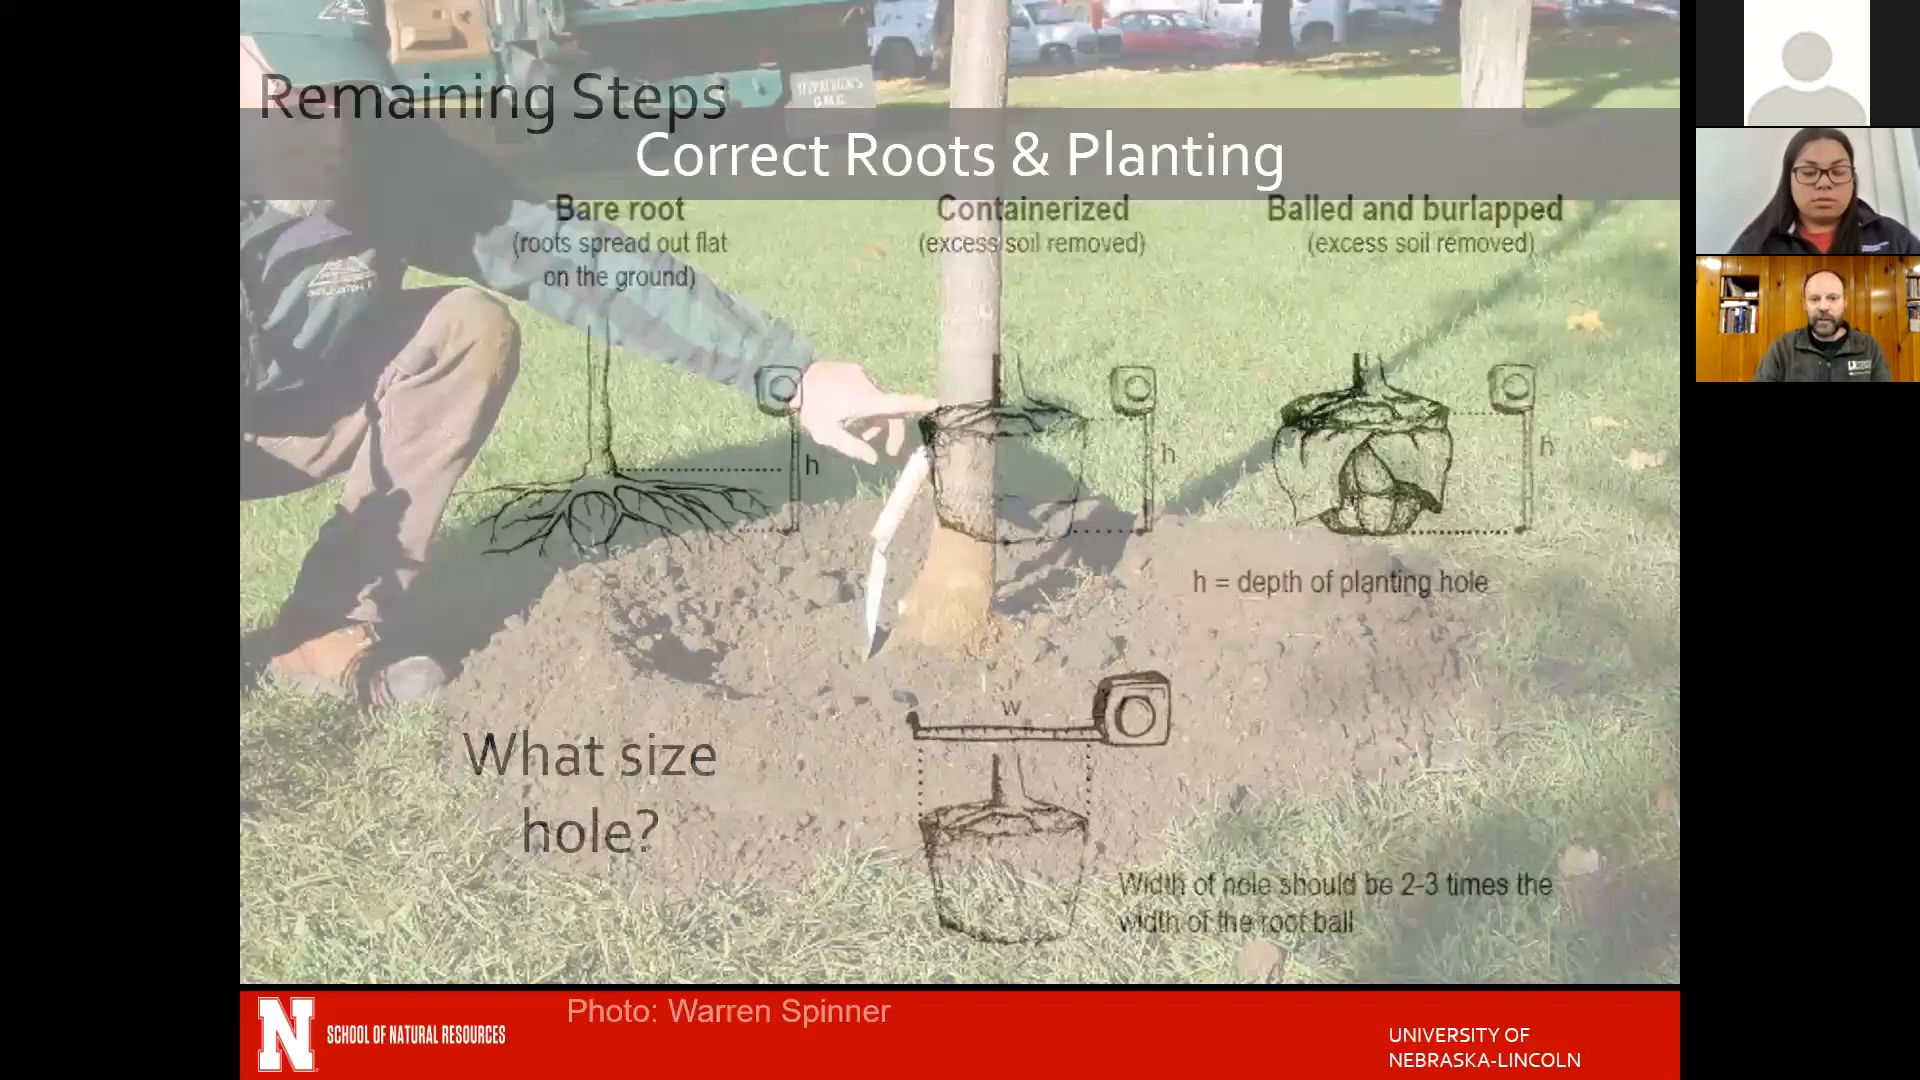 Remaining Steps
Correct Roots & Planting
Bare root
(roots spread out flat
on the ground)
Containerized
(excess soil removed)
Balled and burlapped
(excess soil removed)
h
h
h
h = depth of planting hole
w
What size
hole?
Width of hole should be 2-3 times the
width of the root ball
Photo: Warren Spinner
N
SCHOOL OF NATURAL RESOURCES
UNIVERSITY OF
NEBRASKA-LINCOLN